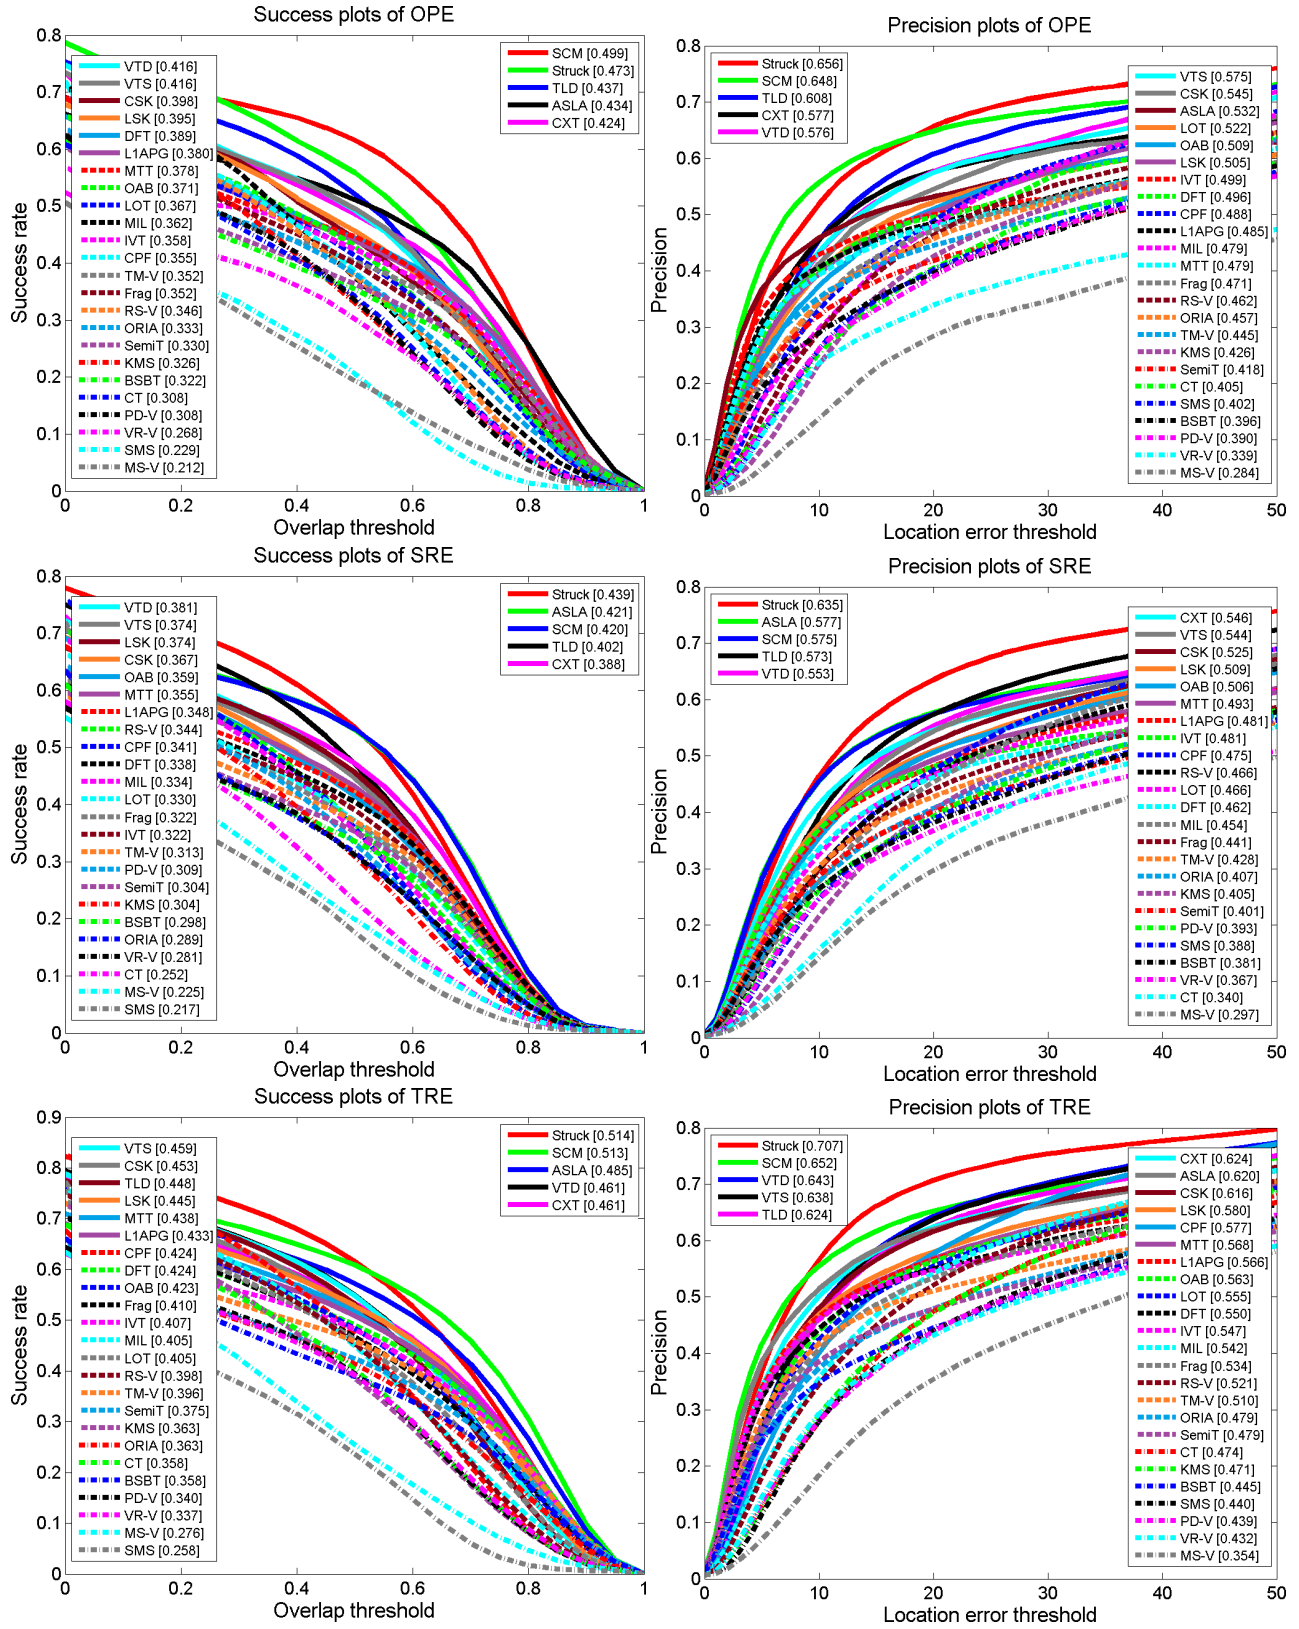 Success plots of OPE
0.8
0.7
0.6
0.5
0.4
0.3
0.2
0.1
0
Success rate
VTD [0.416]
VTS [0.416]
CSK [0.398]
LSK [0.395]
DFT [0.389]
L1APG [0.380]
MTT [0.378]
OAB [0.371]
LOT [0.367]
MIL [0.362]
IVT [0.358]
CPF [0.355]
TM-V [0.352]
Frag [0.352]
RS-V [0.346]
ORIA [0.333]
SemiT [0.330]
KMS [0.326]
BSBT [0.322]
CT [0.308]
PD-V [0.308]
VR-V [0.268]
SMS [0.229]
MS-V [0.212]
SCM [0.499]
Struck [0.473]
TLD [0.437]
ASLA [0.434]
CXT [0.424]
0 0.2 0.4 0.6 0.8 1
Overlap threshold
Precision plots of OPE
0.8
0.7
0.6
0.5
0.4
0.3
0.2
0.1
0
Precision
Struck [0.656]
SCM [0.648]
TLD [0.608]
CXT [0.577]
VTD [0.576]
VTS [0.575]
CSK [0.545]
ASLA [0.532]
LOT [0.522]
OAB [0.509]
LSK [0.505]
IVT [0.499]
DFT [0.496]
CPF [0.488]
L1APG [0.485]
MIL [0.479]
MTT [0.479]
Frag [0.471]
RS-V [0.462]
ORIA [0.457]
TM-V [0.445]
KMS [0.426]
SemiT [0.418]
CT [0.405]
SMS [0.402]
BSBT [0.396]
PD-V [0.390]
VR-V [0.339]
MS-V [0.284]
0 10 20 30 40 50
Location error threshold
Success plots of SRE
0.8
0.7
0.6
0.5
0.4
0.3
0.2
0.1
0
Success rate
VTD [0.381]
VTS [0.374]
LSK [0.374]
CSK [0.367]
OAB [0.359]
MTT [0.355]
L1APG [0.348]
RS-V [0.344]
CPF [0.341]
DFT [0.338]
MIL [0.334]
LOT [0.330]
Frag [0.322]
IVT [0.322]
TM-V [0.313]
PD-V [0.309]
SemiT [0.304]
KMS [0.304]
BSBT [0.298]
ORIA [0.289]
VR-V [0.281]
CT [0.252]
MS-V [0.225]
SMS [0.217]
Struck [0.439]
ASLA [0.421]
SCM [0.420]
TLD [0.402]
CXT [0.388]
0 0.2 0.4 0.6 0.8 1
Overlap threshold
Precision plots of SRE
0.8
0.7
0.6
0.5
0.4
0.3
0.2
0.1
0
Precision
Struck [0.635]
ASLA [0.577]
SCM [0.575]
TLD [0.573]
VTD [0.553]
CXT [0.546]
VTS [0.544]
CSK [0.525]
LSK [0.509]
OAB [0.506]
MTT [0.493]
L1APG [0.481]
IVT [0.481]
CPF [0.475]
RS-V [0.466]
LOT [0.466]
DFT [0.462]
MIL [0.454]
Frag [0.441]
TM-V [0.428]
ORIA [0.407]
KMS [0.405]
SemiT [0.401]
PD-V [0.393]
SMS [0.388]
BSBT [0.381]
VR-V [0.367]
CT [0.340]
MS-V [0.297]
0 10 20 30 40 50
Location error threshold
Success plots of TRE
0.9
0.8
0.7
0.6
0.5
0.4
0.3
0.2
0.1
0
Success rate
VTS [0.459]
CSK [0.453]
TLD [0.448]
LSK [0.445]
MTT [0.438]
L1APG [0.433]
CPF [0.424]
DFT [0.424]
OAB [0.423]
Frag [0.410]
IVT [0.407]
MIL [0.405]
LOT [0.405]
RS-V [0.398]
TM-V [0.396]
SemiT [0.375]
KMS [0.363]
ORIA [0.363]
CT [0.358]
BSBT [0.358]
PD-V [0.340]
VR-V [0.337]
MS-V [0.276]
SMS [0.258]
Struck [0.514]
SCM [0.513]
ASLA [0.485]
VTD [0.461]
CXT [0.461]
0 0.2 0.4 0.6 0.8 1
Overlap threshold
Precision plots of TRE
0.8
0.7
0.6
0.5
0.4
0.3
0.2
0.1
0
Precision
Struck [0.707]
SCM [0.652]
VTD [0.643]
VTS [0.638]
TLD [0.624]
CXT [0.624]
ASLA [0.620]
CSK [0.616]
LSK [0.580]
CPF [0.577]
MTT [0.568]
L1APG [0.566]
OAB [0.563]
LOT [0.555]
DFT [0.550]
IVT [0.547]
MIL [0.542]
Frag [0.534]
RS-V [0.521]
TM-V [0.510]
ORIA [0.479]
SemiT [0.479]
CT [0.474]
KMS [0.471]
BSBT [0.445]
SMS [0.440]
PD-V [0.439]
VR-V [0.432]
MS-V [0.354]
0 10 20 30 40 50
Location error threshold